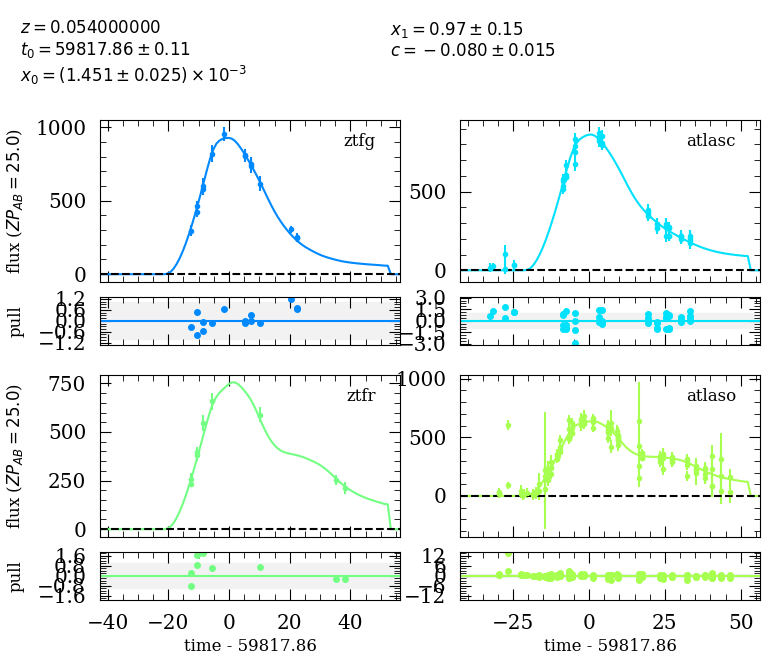 z = 0.054000000
t₀ = 59817.86 ± 0.11
x₀ = (1.451 ± 0.025) × 10⁻³
x₁ = 0.97 ± 0.15
c = −0.080 ± 0.015
flux (ZP_AB = 25.0)
1000
500
0
ztfg
500
0
atlasc
pull
1.2
0.6
0.0
−0.6
−1.2
3.0
1.5
0.0
−1.5
−3.0
flux (ZP_AB = 25.0)
750
500
250
0
ztfr
1000
500
0
atlaso
pull
1.6
0.8
0.0
−0.8
−1.6
12
6
0
−6
−12
−40 −20 0 20 40
time - 59817.86
−25 0 25 50
time - 59817.86